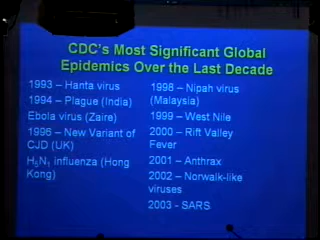 CDC's Most Significant Global
Epidemics Over the Last Decade
1993 – Hanta virus
1994 – Plague (India)
Ebola virus (Zaire)
1996 – New Variant of
CJD (UK)
H5N1 influenza (Hong
Kong)
1998 – Nipah virus
(Malaysia)
1999 – West Nile
2000 – Rift Valley
Fever
2001 – Anthrax
2002 – Norwalk-like
viruses
2003 - SARS